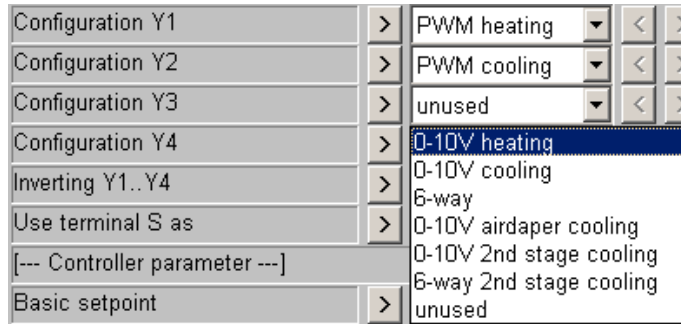 Configuration Y1 > PWM heating <
Configuration Y2 > PWM cooling <
Configuration Y3 > unused <
Configuration Y4 > 0-10V heating
0-10V cooling
Inverting Y1..Y4 > 6-way
Use terminal S as > 0-10V airdaper cooling
[--- Controller parameter ---] 0-10V 2nd stage cooling
6-way 2nd stage cooling
Basic setpoint > unused